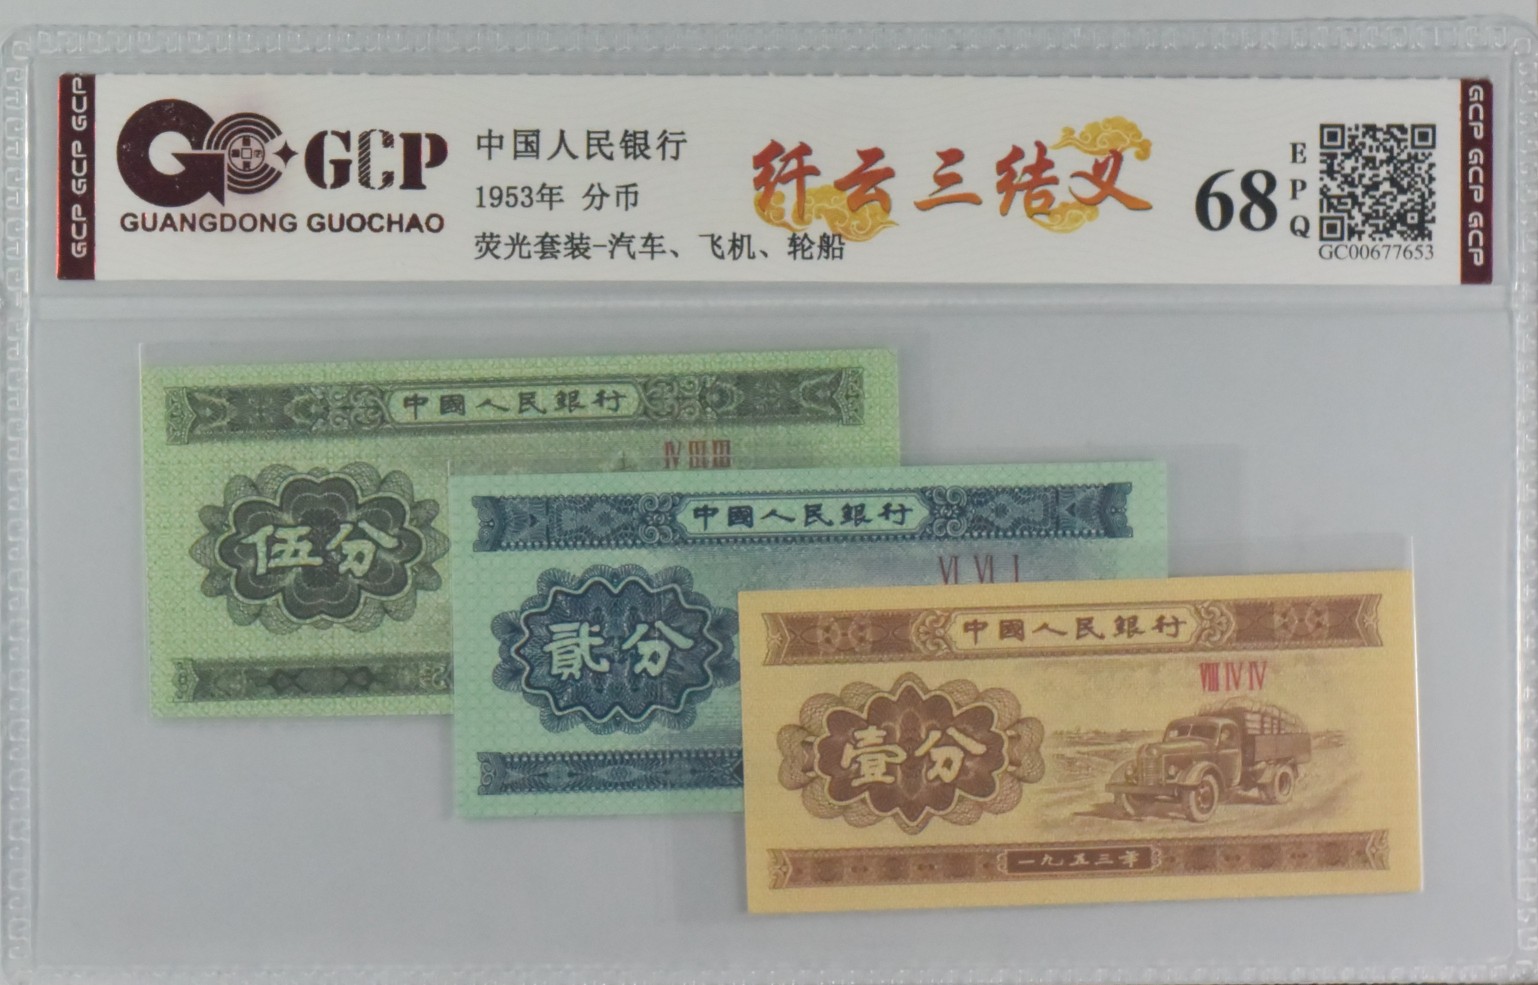 GCP GCP GCP
GCP
GUANGDONG GUOCHAO
中国人民银行
1953年 分币
荧光套装-汽车、飞机、轮船
纤云三结义
68
EPQ
GC00677653
GCP GCP GCP
中國人民銀行
IV III III
伍分
中國人民銀行
VI VI I
貳分
中國人民銀行
VIII IV IV
壹分
一九五三年